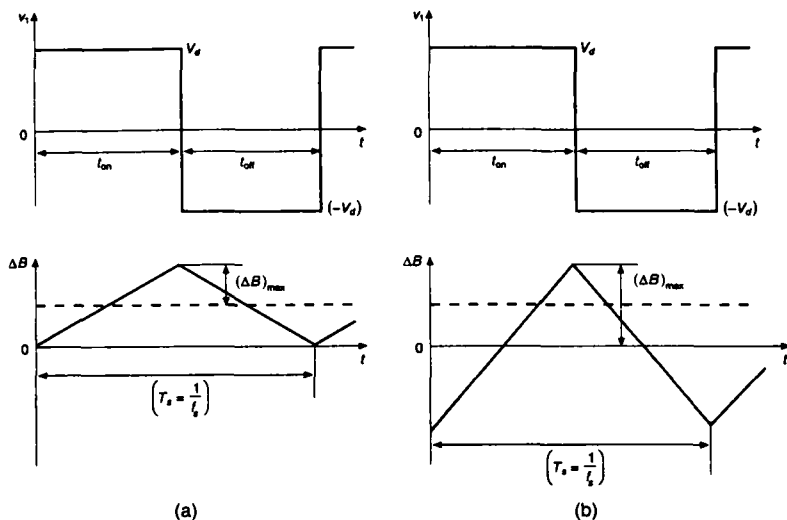 v₁
V_d
0
t
t_on
t_off
(−V_d)
ΔB
(ΔB)_max
0
t
(T_s = 1/f_s)
(a)
v₁
V_d
0
t
t_on
t_off
(−V_d)
ΔB
(ΔB)_max
0
t
(T_s = 1/f_s)
(b)